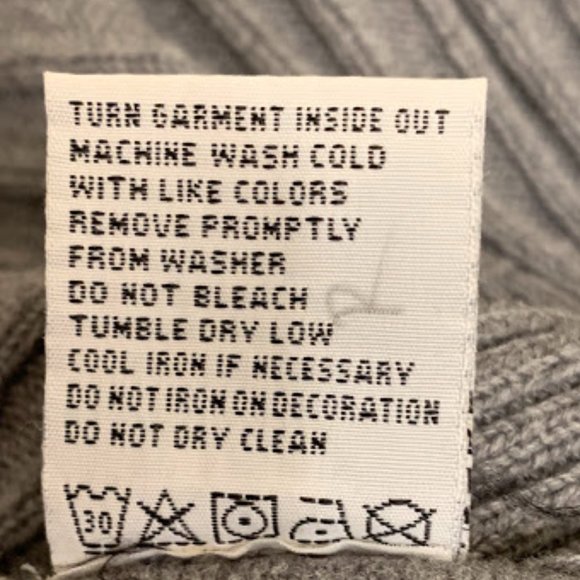 TURN GARMENT INSIDE OUT
MACHINE WASH COLD
WITH LIKE COLORS
REMOVE PROMPTLY
FROM WASHER
DO NOT BLEACH
TUMBLE DRY LOW
COOL IRON IF NECESSARY
DO NOT IRON ON DECORATION
DO NOT DRY CLEAN
30